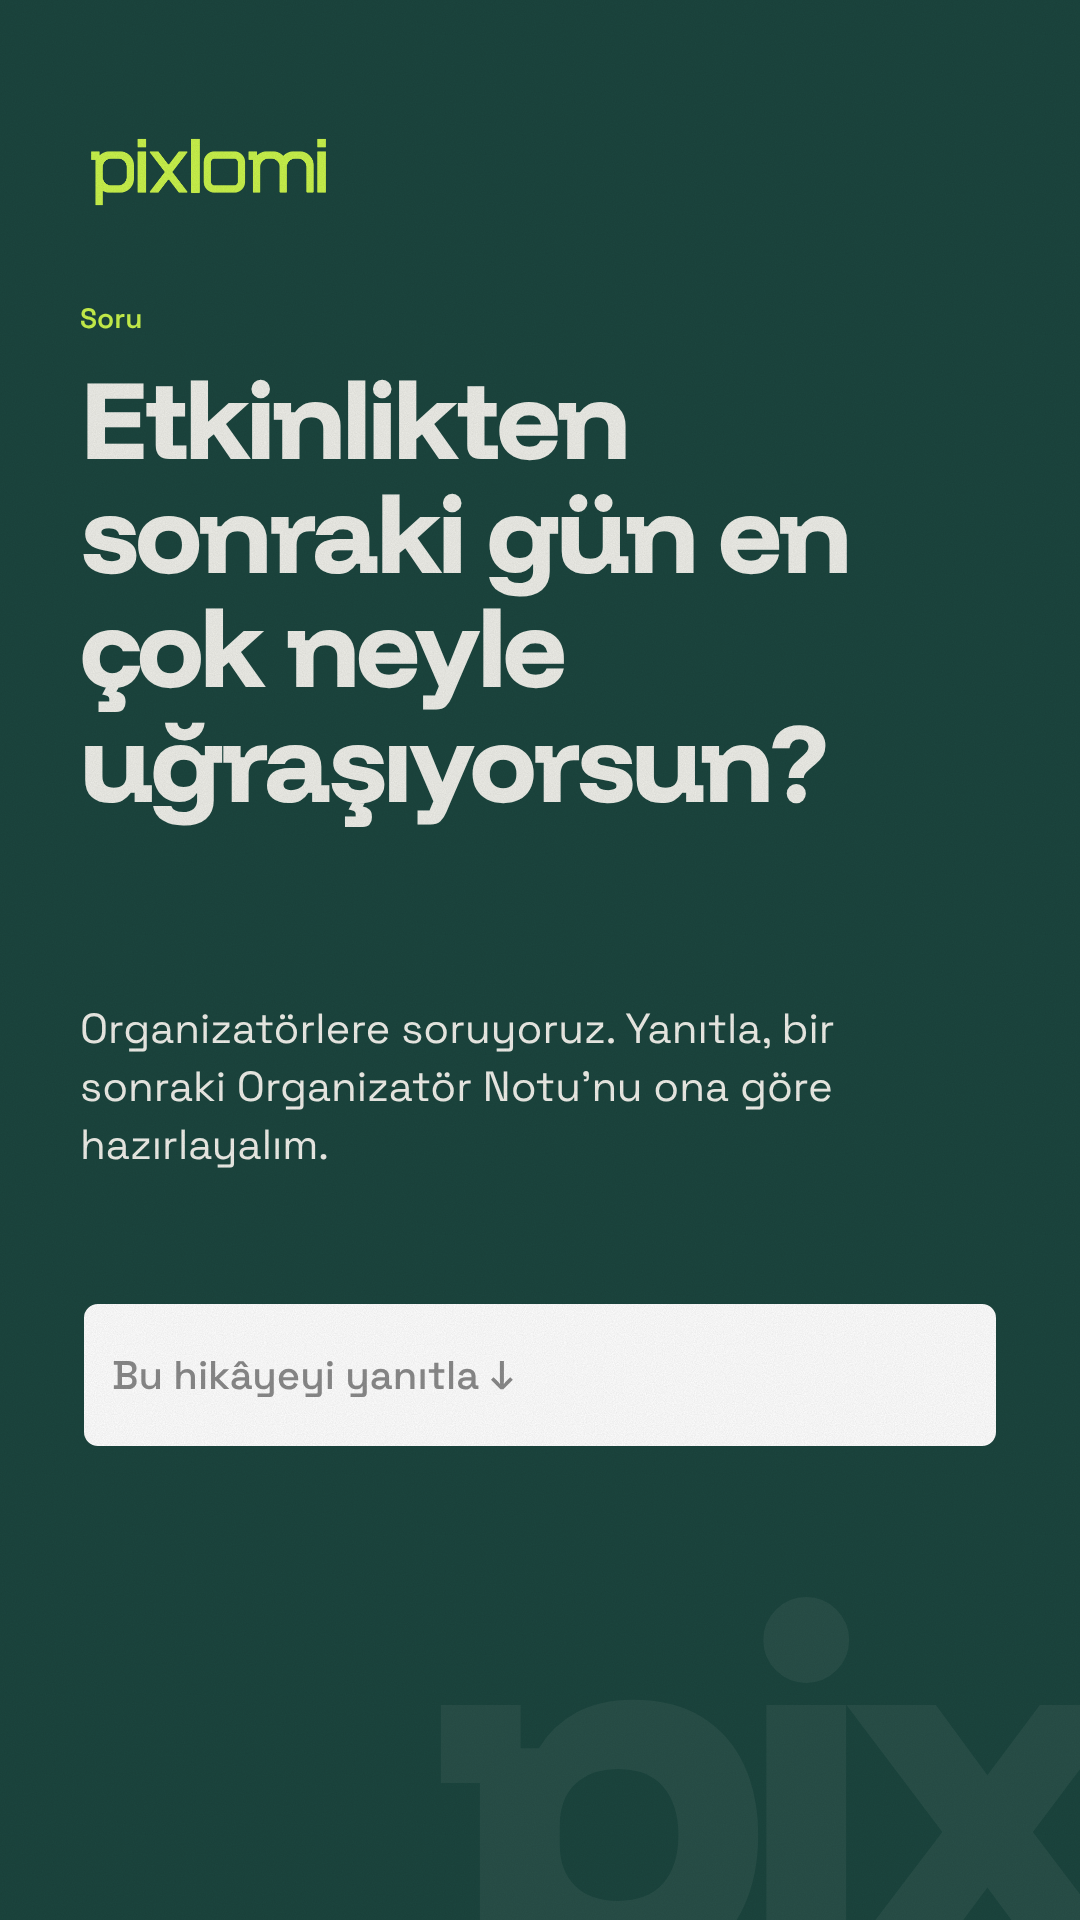 pixlomi
Soru
Etkinlikten
sonraki gün en
çok neyle
uğraşıyorsun?
Organizatörlere soruyoruz. Yanıtla, bir
sonraki Organizatör Notu’nu ona göre
hazırlayalım.
Bu hikâyeyi yanıtla ↓
pix